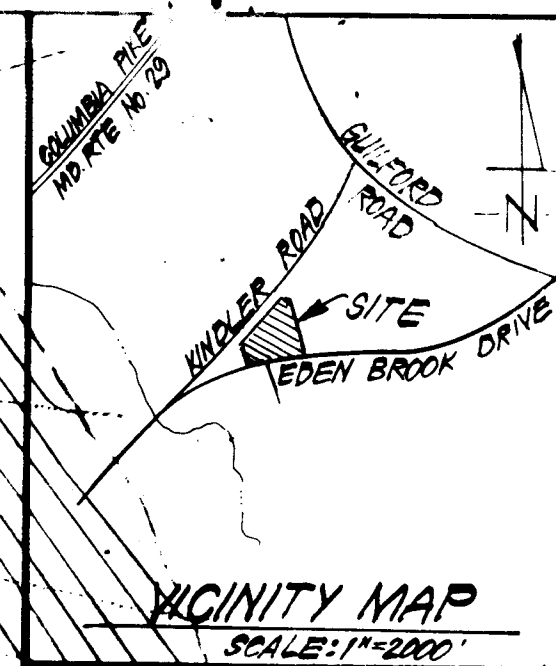 COLUMBIA PIKE
MD. RTE No. 29
GUILFORD
ROAD
KINDLER ROAD
N
SITE
EDEN BROOK DRIVE
VICINITY MAP
SCALE: 1"=2000'